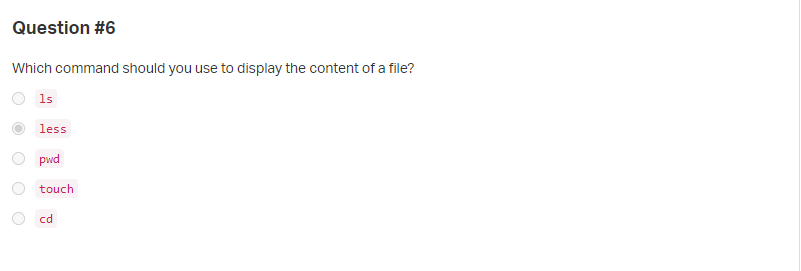 Question #6
Which command should you use to display the content of a file?
ls
less
pwd
touch
cd